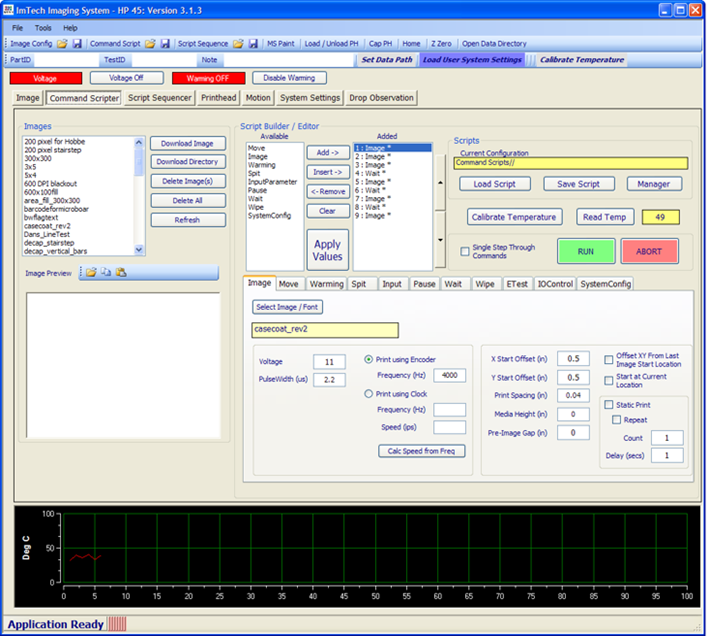 ImTech Imaging System - HP 45: Version 3.1.3
File Tools Help
Image Config Command Script Script Sequence MS Paint Load / Unload PH Cap PH Home Z Zero Open Data Directory
PartID TestID Note Set Data Path Load User System Settings Calibrate Temperature
Voltage Voltage Off Warning OFF Disable Warning
Image Command Scripter Script Sequencer Printhead Motion System Settings Drop Observation
Images
200 pixel for Hobbe
200 pixel stairstep
300x300
3x5
5x4
600 DPI blackout
600x100fill
area_fill_300x300
barcodeformicroboar
bwflagtext
casecoat_rev2
Dans_LineTest
decap_stairstep
decap_vertical_bars
Download Image
Download Directory
Delete Image(s)
Delete All
Refresh
Image Preview
Script Builder / Editor
Available
Move
Image
Warming
Spit
InputParameter
Pause
Wait
Wipe
SystemConfig
Add ->
Insert ->
<- Remove
Clear
Apply
Values
Added
1 : Image *
2 : Image *
3 : Image *
4 : Wait *
5 : Image *
6 : Wait *
7 : Image *
8 : Wait *
9 : Image *
Scripts
Current Configuration
Command Scripts//
Load Script Save Script Manager
Calibrate Temperature Read Temp 49
Single Step Through
Commands
RUN ABORT
Image Move Warming Spit Input Pause Wait Wipe ETest IOControl SystemConfig
Select Image / Font
casecoat_rev2
Voltage 11
PulseWidth (us) 2.2
Print using Encoder
Frequency (Hz) 4000
Print using Clock
Frequency (Hz)
Speed (ips)
Calc Speed from Freq
X Start Offset (in) 0.5
Y Start Offset (in) 0.5
Print Spacing (in) 0.04
Media Height (in) 0
Pre-Image Gap (in) 0
Offset XY From Last
Image Start Location
Start at Current
Location
Static Print
Repeat
Count 1
Delay (secs) 1
Deg C
100
50
0
0 5 10 15 20 25 30 35 40 45 50 55 60 65 70 75 80 85 90 95 100
Application Ready